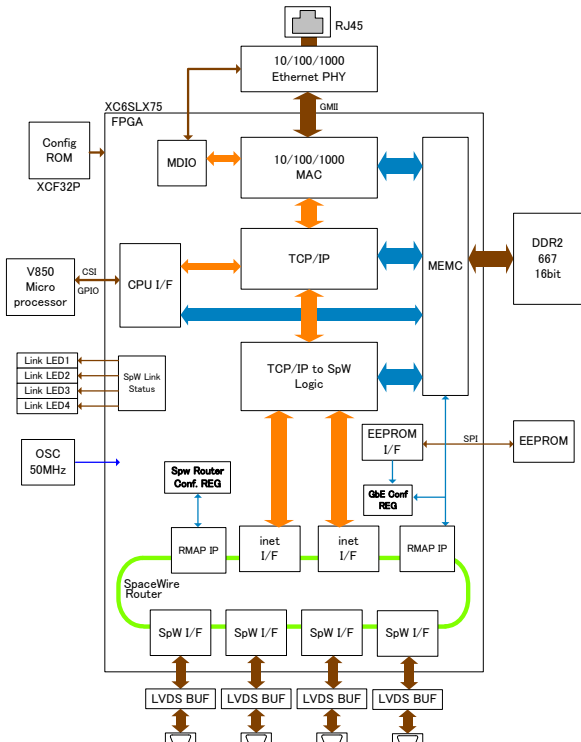 RJ45
10/100/1000
Ethernet PHY
XC6SLX75
GMII
FPGA
Config
ROM
XCF32P
MDIO
10/100/1000
MAC
MEMC
DDR2
667
16bit
V850
Micro
processor
CSI
GPIO
CPU I/F
TCP/IP
Link LED1
Link LED2
Link LED3
Link LED4
SpW Link
Status
TCP/IP to SpW
Logic
OSC
50MHz
EEPROM
I/F
SPI
EEPROM
Spw Router
Conf. REG
GbE Conf
REG
RMAP IP
inet
I/F
inet
I/F
RMAP IP
SpaceWire
Router
SpW I/F
SpW I/F
SpW I/F
SpW I/F
LVDS BUF
LVDS BUF
LVDS BUF
LVDS BUF